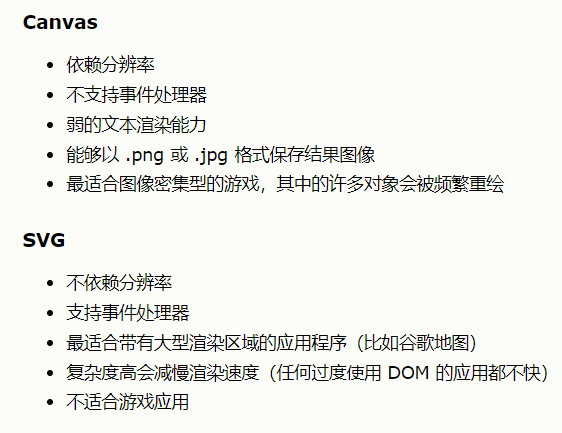 Canvas
依赖分辨率
不支持事件处理器
弱的文本渲染能力
能够以 .png 或 .jpg 格式保存结果图像
最适合图像密集型的游戏，其中的许多对象会被频繁重绘
SVG
不依赖分辨率
支持事件处理器
最适合带有大型渲染区域的应用程序（比如谷歌地图）
复杂度高会减慢渲染速度（任何过度使用 DOM 的应用都不快）
不适合游戏应用